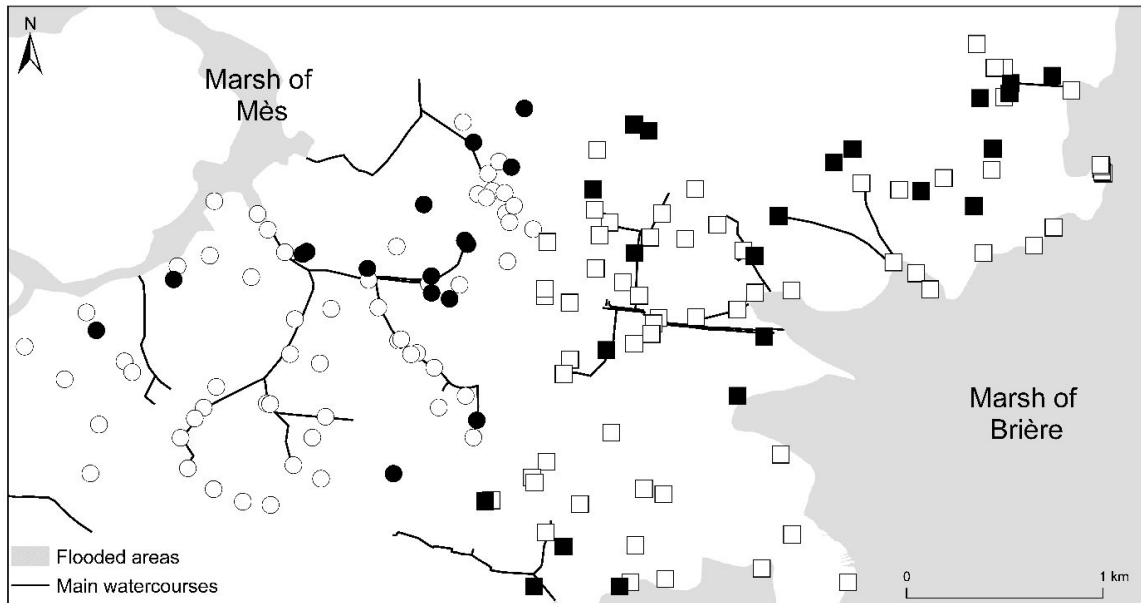 N
Marsh of
Mès
Marsh of
Brière
Flooded areas
Main watercourses
0
1 km